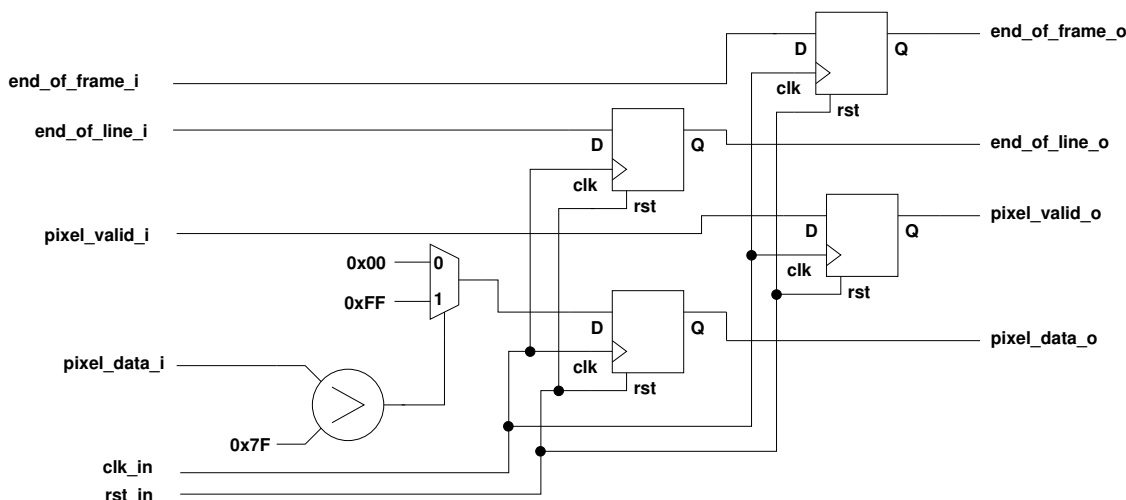 end_of_frame_i
D
Q
end_of_frame_o
clk
rst
end_of_line_i
D
Q
end_of_line_o
clk
rst
pixel_valid_i
D
Q
pixel_valid_o
clk
rst
0x00
0
0xFF
1
D
Q
pixel_data_o
clk
rst
pixel_data_i
>
0x7F
clk_in
rst_in